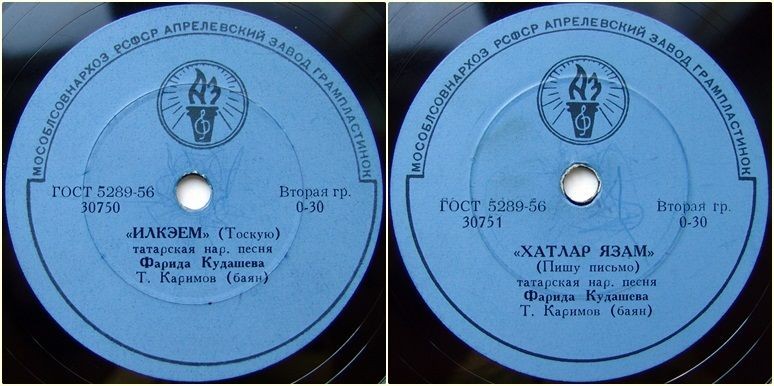 МОСОБЛСОВНАРХОЗ РСФСР АПРЕЛЕВСКИЙ ЗАВОД ГРАМПЛАСТИНОК
АЗ
ГОСТ 5289-56 Вторая гр.
30750 0-30
«ИЛКЭЕМ» (Тоскую)
татарская нар. песня
Фарида Кудашева
Т. Каримов (баян)
МОСОБЛСОВНАРХОЗ РСФСР АПРЕЛЕВСКИЙ ЗАВОД ГРАМПЛАСТИНОК
АЗ
ГОСТ 5289-56 Вторая гр.
30751 0-30
«ХАТЛАР ЯЗАМ»
(Пишу письмо)
татарская нар. песня
Фарида Кудашева
Т. Каримов (баян)